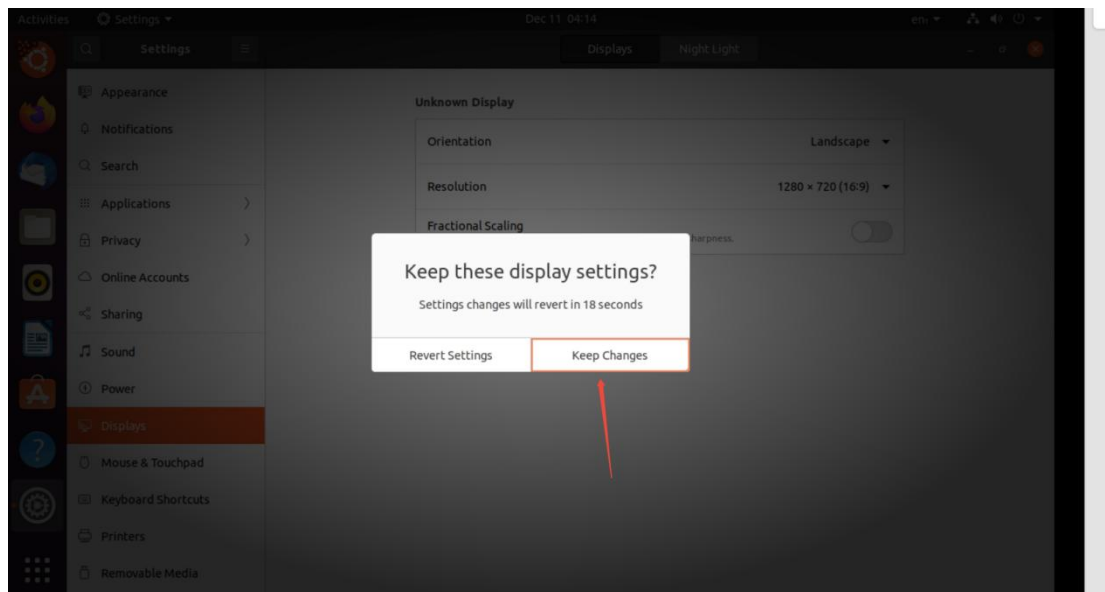 Activities Settings Dec 11 04:14 en₁
Settings Displays Night Light
Appearance
Notifications
Search
Applications
Privacy
Online Accounts
Sharing
Sound
Power
Displays
Mouse & Touchpad
Keyboard Shortcuts
Printers
Removable Media
Unknown Display
Orientation Landscape
Resolution 1280 × 720 (16:9)
Fractional Scaling
sharpness.
Keep these display settings?
Settings changes will revert in 18 seconds
Revert Settings Keep Changes